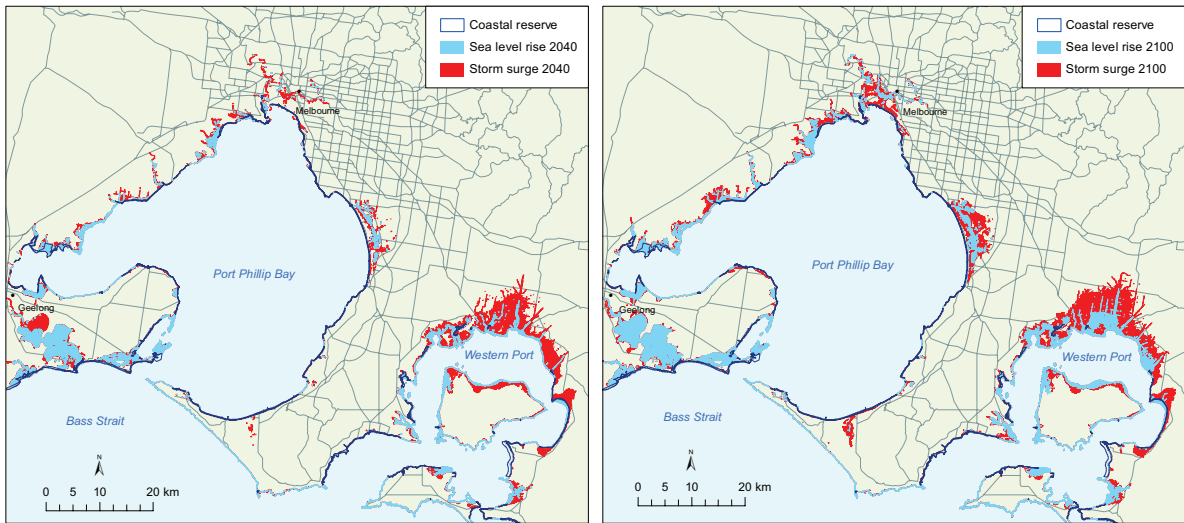 Coastal reserve
Sea level rise 2040
Storm surge 2040
Melbourne
Port Phillip Bay
Geelong
Western Port
Bass Strait
N
0 5 10 20 km
Coastal reserve
Sea level rise 2100
Storm surge 2100
Melbourne
Port Phillip Bay
Geelong
Western Port
Bass Strait
N
0 5 10 20 km